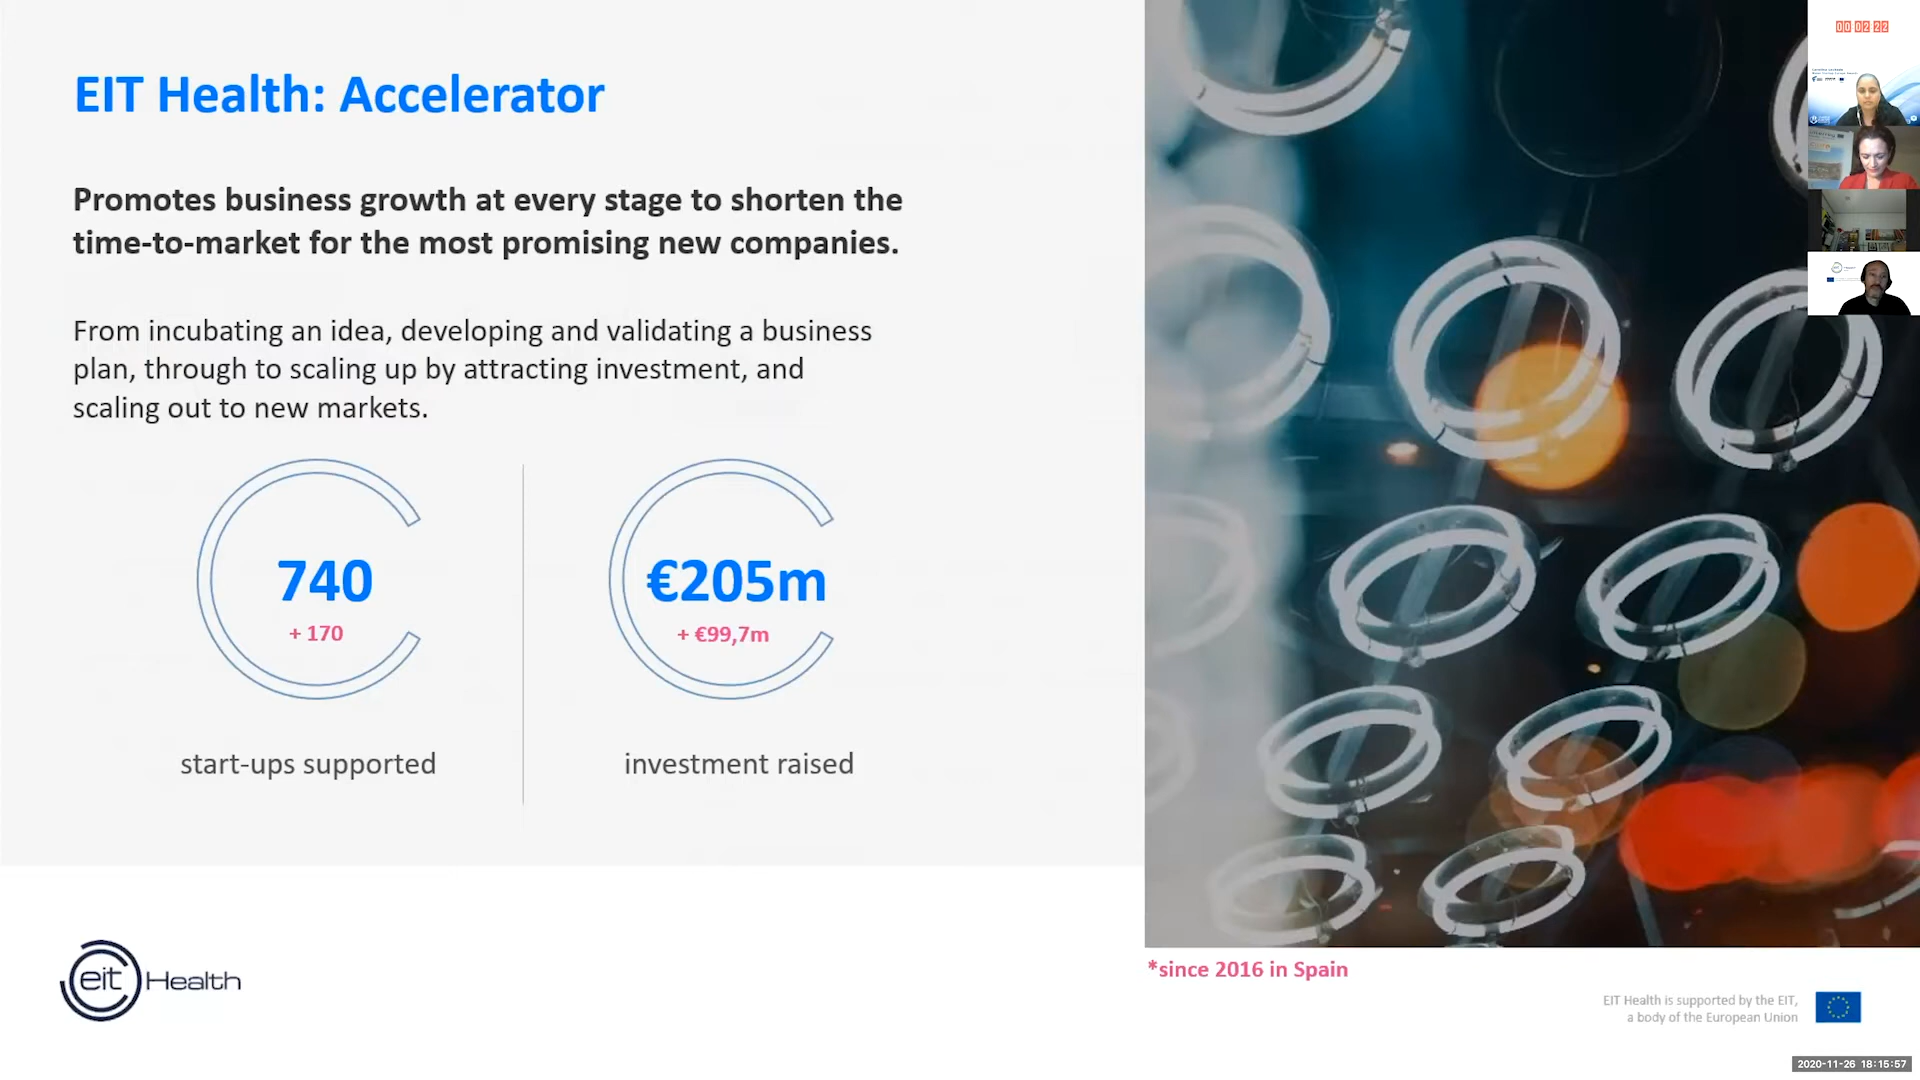 EIT Health: Accelerator
Promotes business growth at every stage to shorten the
time-to-market for the most promising new companies.
From incubating an idea, developing and validating a business
plan, through to scaling up by attracting investment, and
scaling out to new markets.
740
+ 170
start-ups supported
€205m
+ €99,7m
investment raised
*since 2016 in Spain
eit Health
EIT Health is supported by the EIT,
a body of the European Union
00 02 22
2020-11-26 18:15:57